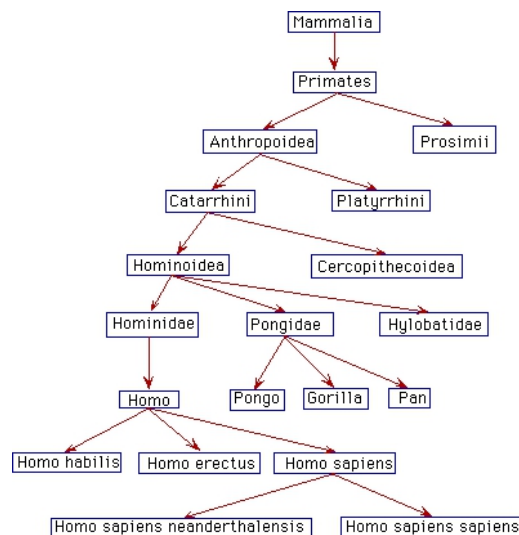 Mammalia
Primates
Anthropoidea
Prosimii
Catarrhini
Platyrrhini
Hominoidea
Cercopithecoidea
Hominidae
Pongidae
Hylobatidae
Homo
Pongo
Gorilla
Pan
Homo habilis
Homo erectus
Homo sapiens
Homo sapiens neanderthalensis
Homo sapiens sapiens